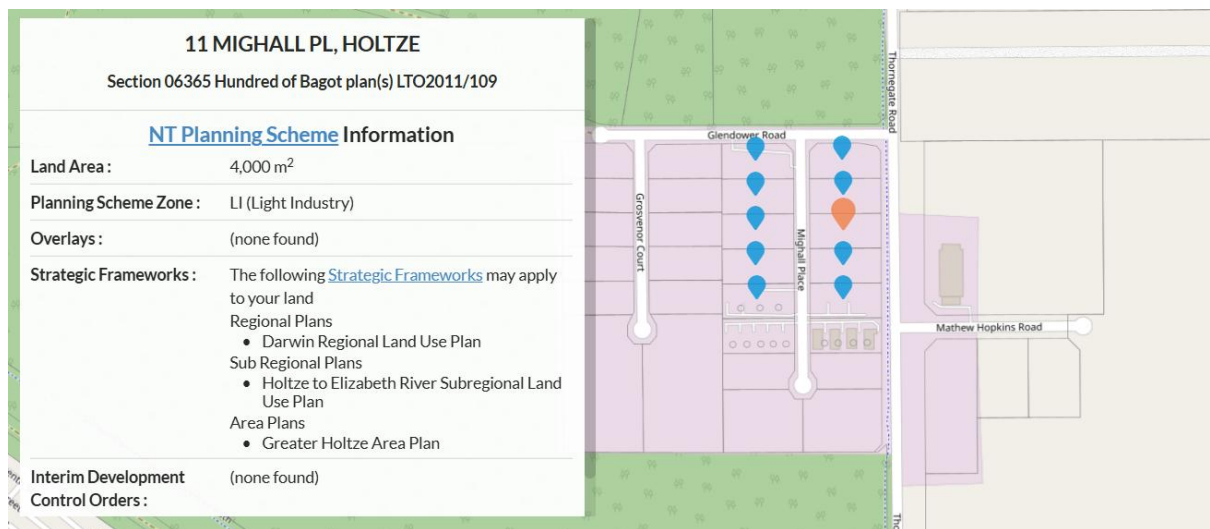 11 MIGHALL PL, HOLTZE
Section 06365 Hundred of Bagot plan(s) LTO2011/109
NT Planning Scheme Information
Land Area : 4,000 m²
Planning Scheme Zone : LI (Light Industry)
Overlays : (none found)
Strategic Frameworks : The following Strategic Frameworks may apply
to your land
Regional Plans
• Darwin Regional Land Use Plan
Sub Regional Plans
• Holtze to Elizabeth River Subregional Land
Use Plan
Area Plans
• Greater Holtze Area Plan
Interim Development (none found)
Control Orders :
Glendower Road
Thornegate Road
Grosvenor Court
Mighall Place
Mathew Hopkins Road